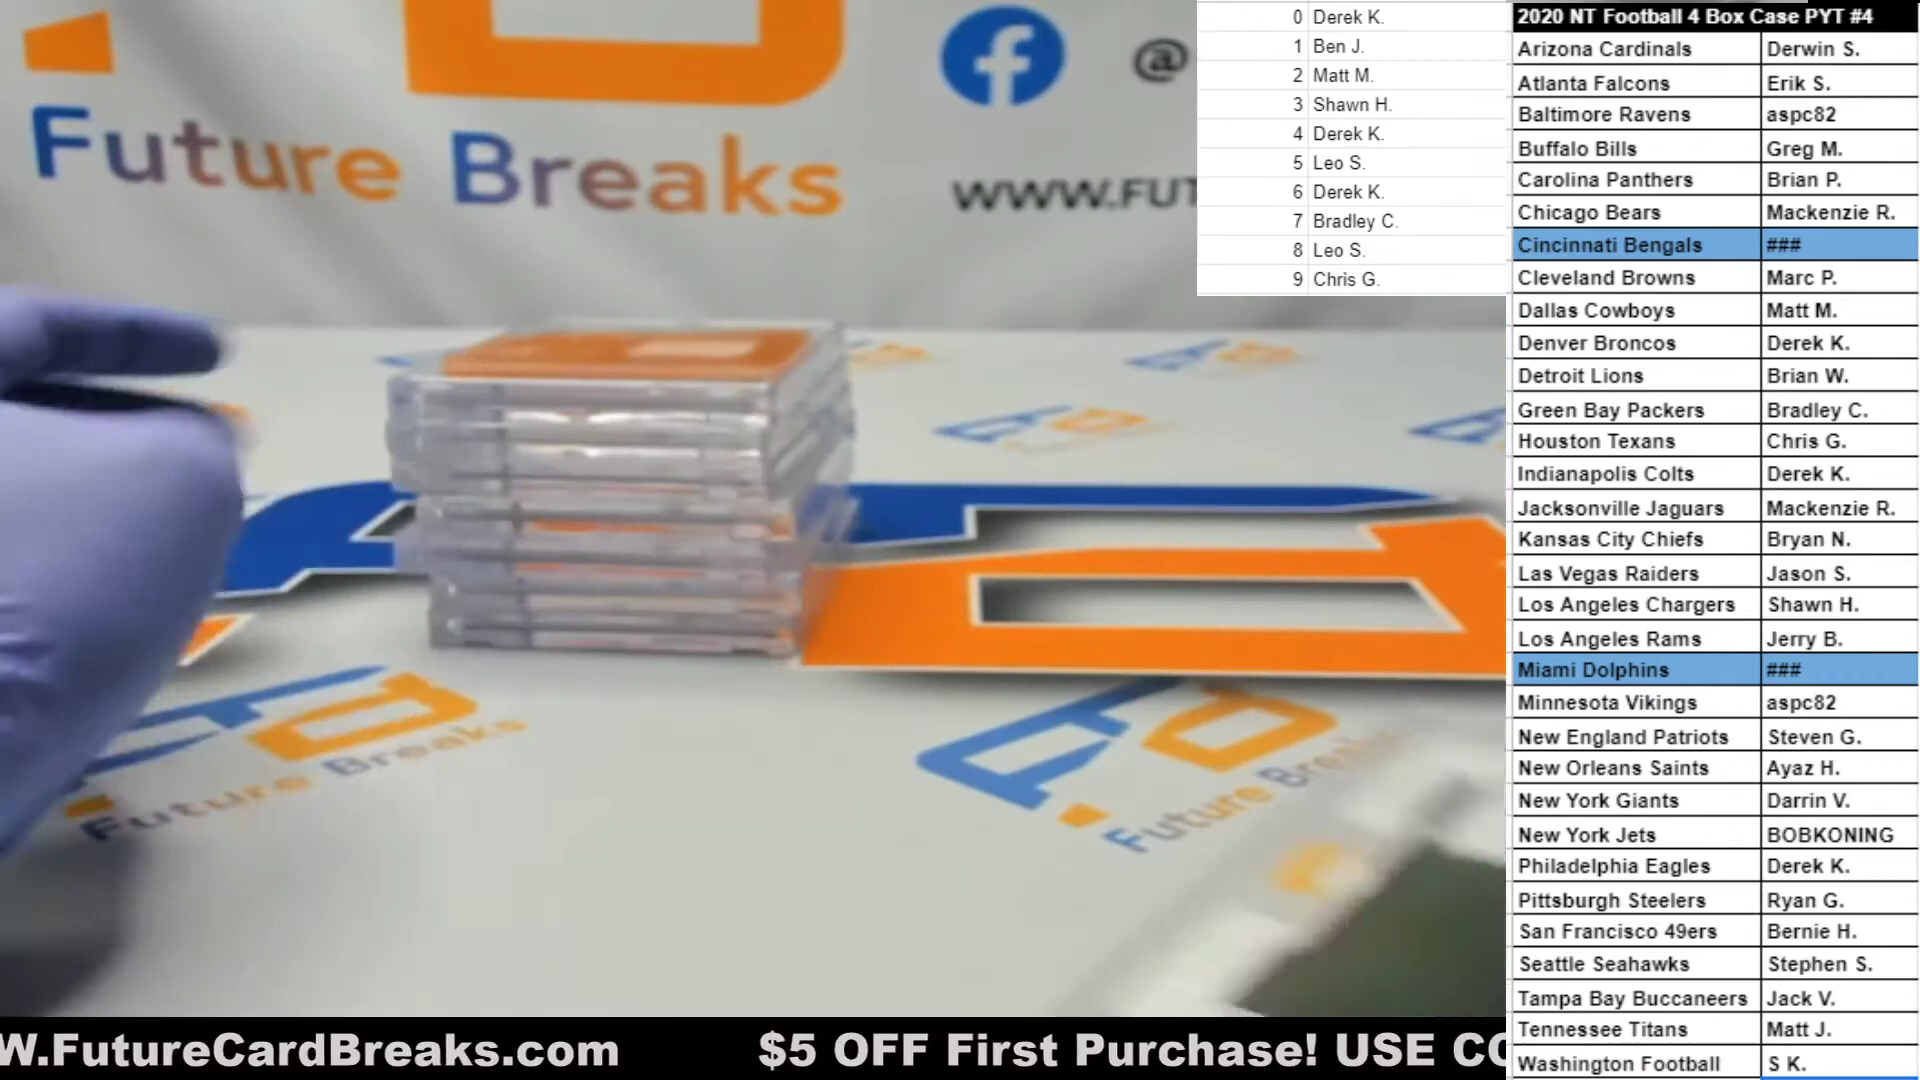 Future Breaks
@
WWW.FUT
0 Derek K.
1 Ben J.
2 Matt M.
3 Shawn H.
4 Derek K.
5 Leo S.
6 Derek K.
7 Bradley C.
8 Leo S.
9 Chris G.
2020 NT Football 4 Box Case PYT #4
Arizona Cardinals Derwin S.
Atlanta Falcons Erik S.
Baltimore Ravens aspc82
Buffalo Bills Greg M.
Carolina Panthers Brian P.
Chicago Bears Mackenzie R.
Cincinnati Bengals ###
Cleveland Browns Marc P.
Dallas Cowboys Matt M.
Denver Broncos Derek K.
Detroit Lions Brian W.
Green Bay Packers Bradley C.
Houston Texans Chris G.
Indianapolis Colts Derek K.
Jacksonville Jaguars Mackenzie R.
Kansas City Chiefs Bryan N.
Las Vegas Raiders Jason S.
Los Angeles Chargers Shawn H.
Los Angeles Rams Jerry B.
Miami Dolphins ###
Minnesota Vikings aspc82
New England Patriots Steven G.
New Orleans Saints Ayaz H.
New York Giants Darrin V.
New York Jets BOBKONING
Philadelphia Eagles Derek K.
Pittsburgh Steelers Ryan G.
San Francisco 49ers Bernie H.
Seattle Seahawks Stephen S.
Tampa Bay Buccaneers Jack V.
Tennessee Titans Matt J.
Washington Football S K.
Future Breaks
Future Breaks
W.FutureCardBreaks.com $5 OFF First Purchase! USE CO